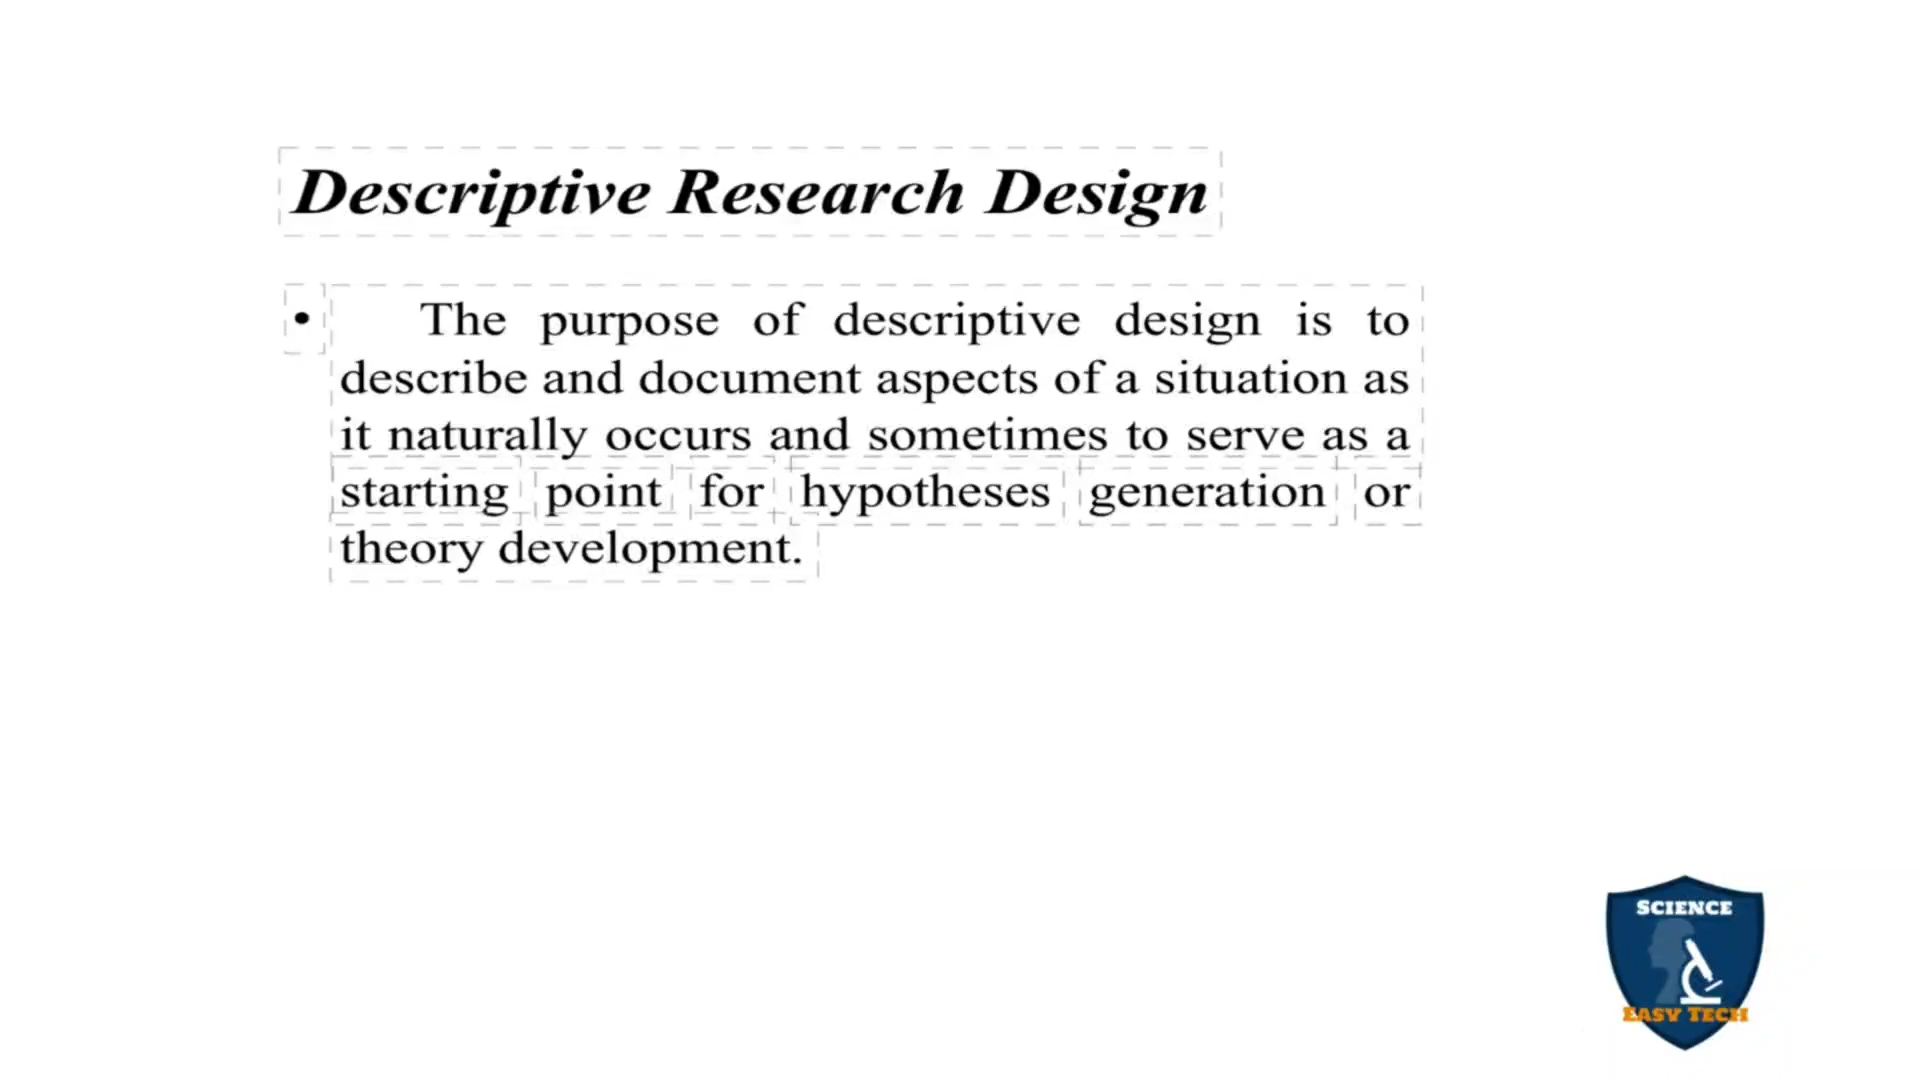 Descriptive Research Design
• The purpose of descriptive design is to
describe and document aspects of a situation as
it naturally occurs and sometimes to serve as a
starting point for hypotheses generation or
theory development.
SCIENCE
EASY TECH